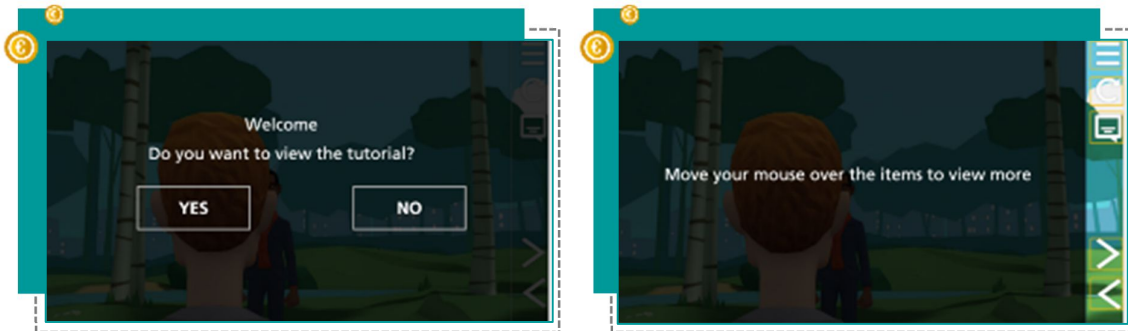 Welcome
Do you want to view the tutorial?
YES
NO
Move your mouse over the items to view more